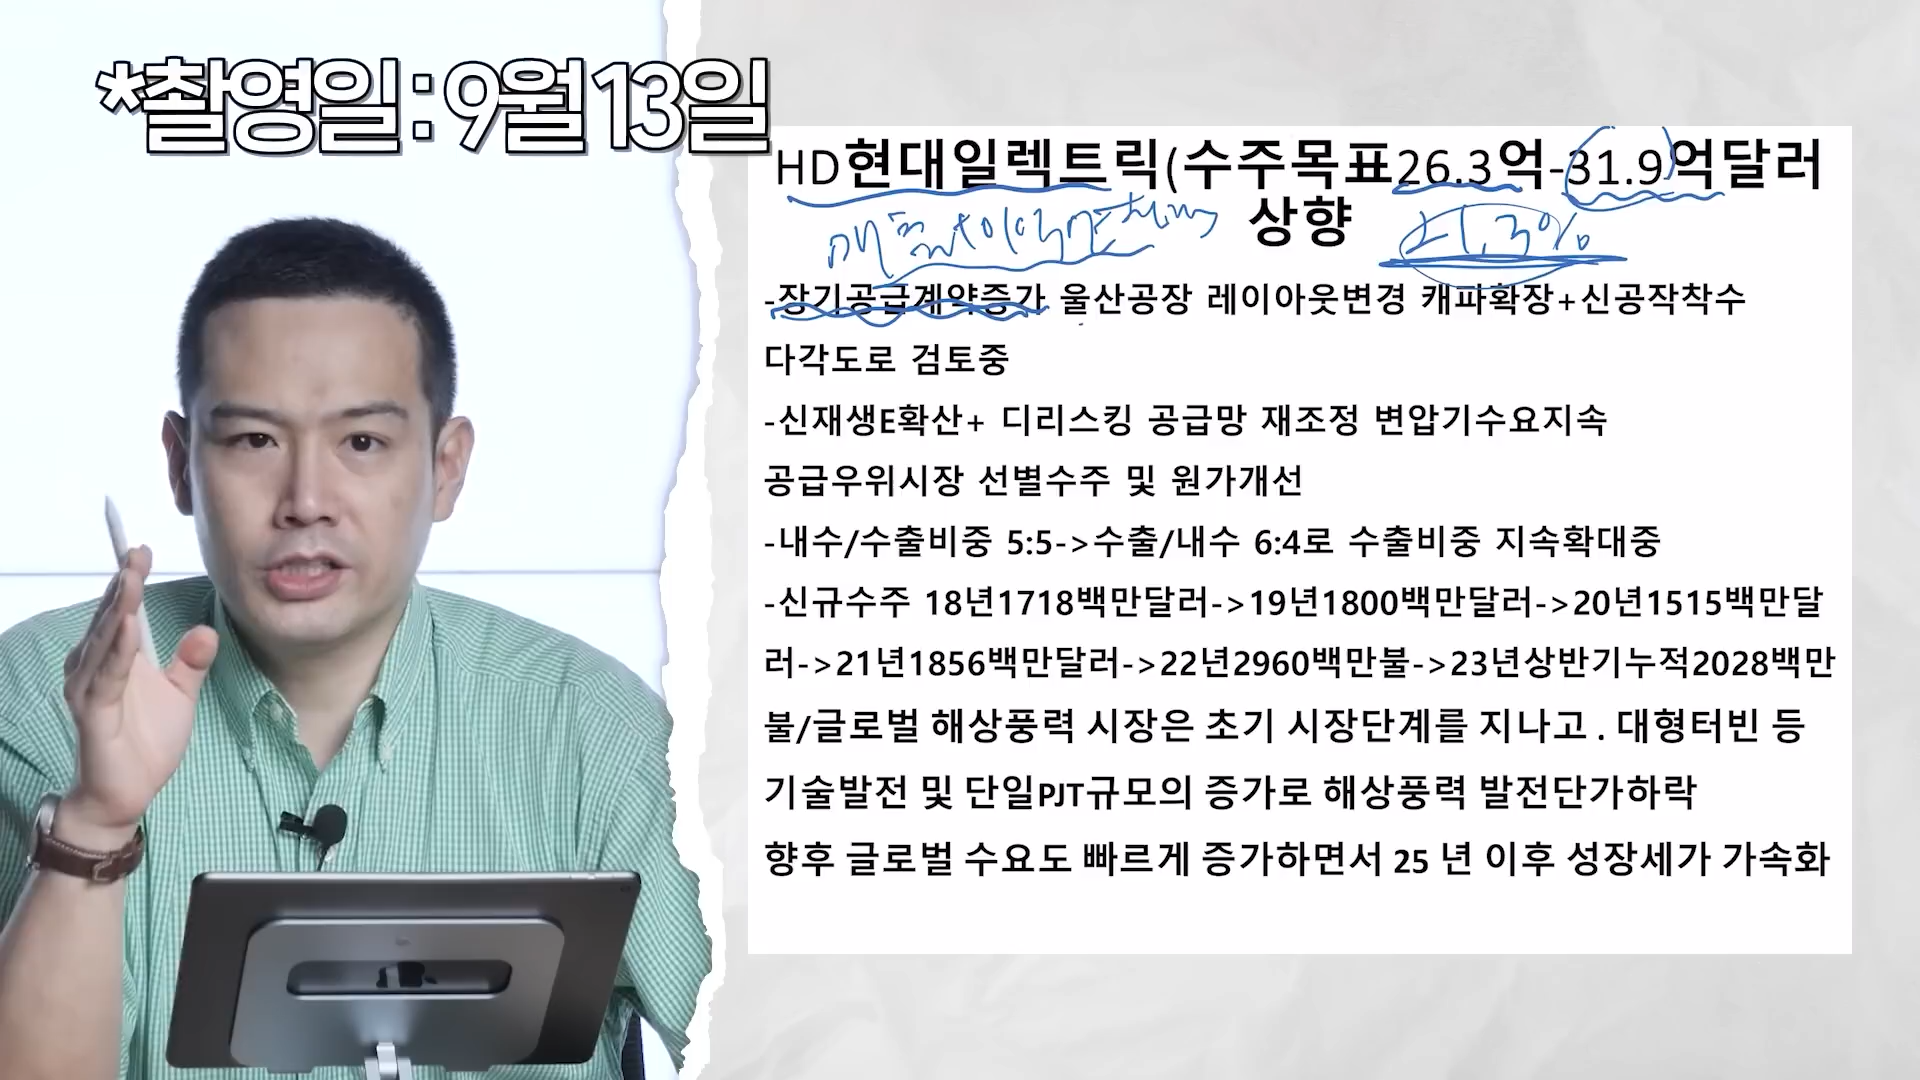 *촬영일:9월13일
HD현대일렉트릭(수주목표26.3억-31.9억달러
상향
21.3%
-장기공급계약증가 울산공장 레이아웃변경 캐파확장+신공작착수
다각도로 검토중
-신재생E확산+ 디리스킹 공급망 재조정 변압기수요지속
공급우위시장 선별수주 및 원가개선
-내수/수출비중 5:5->수출/내수 6:4로 수출비중 지속확대중
-신규수주 18년1718백만달러->19년1800백만달러->20년1515백만달
러->21년1856백만달러->22년2960백만불->23년상반기누적2028백만
불/글로벌 해상풍력 시장은 초기 시장단계를 지나고 . 대형터빈 등
기술발전 및 단일PJT규모의 증가로 해상풍력 발전단가하락
향후 글로벌 수요도 빠르게 증가하면서 25 년 이후 성장세가 가속화